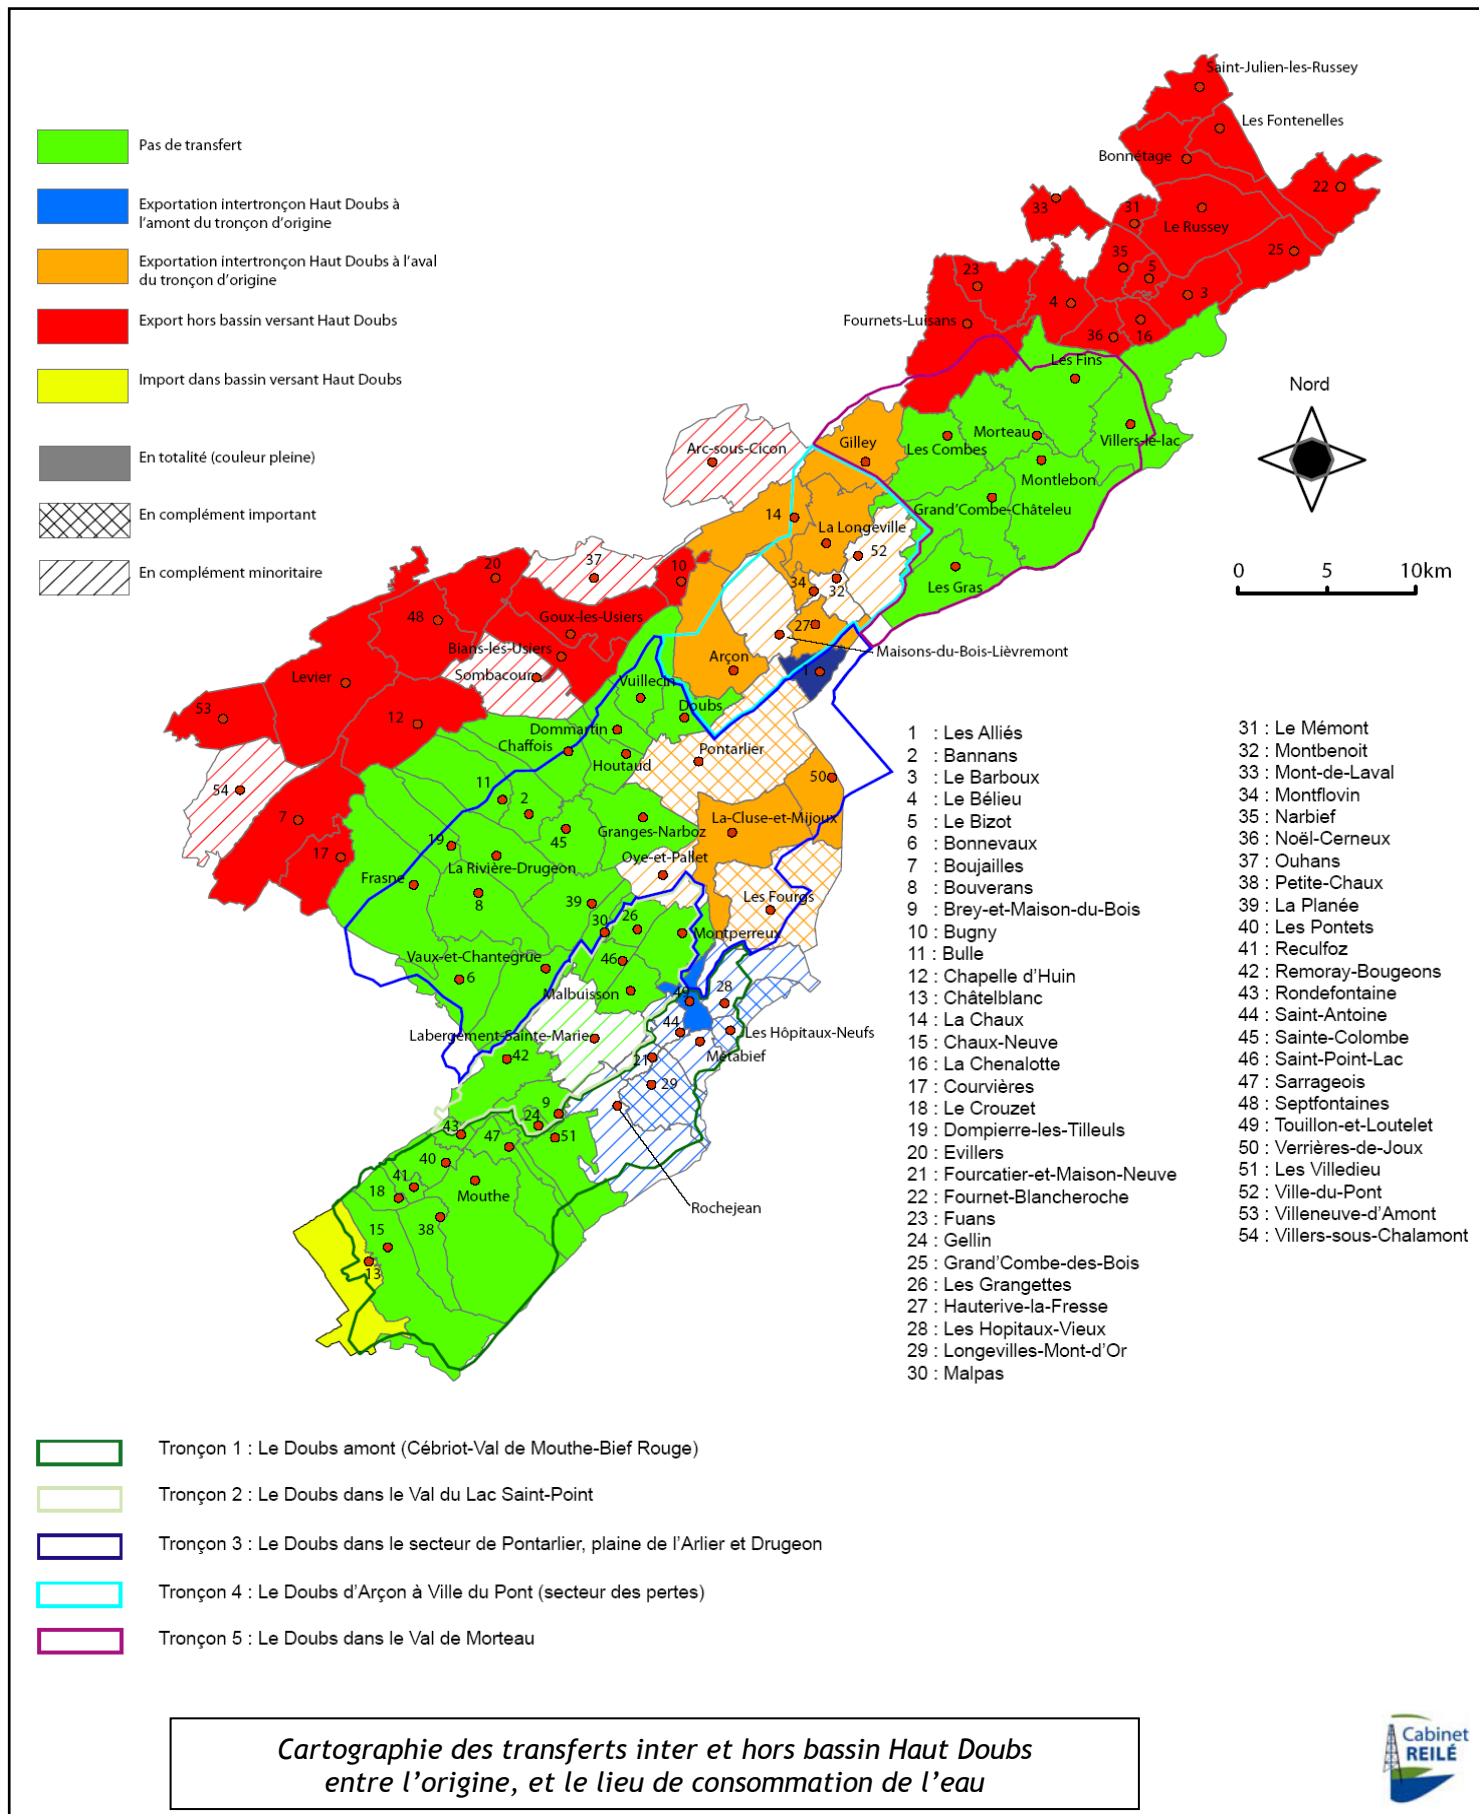 Pas de transfert
Exportation intertronçon Haut Doubs à
l'amont du tronçon d'origine
Exportation intertronçon Haut Doubs à l'aval
du tronçon d'origine
Export hors bassin versant Haut Doubs
Import dans bassin versant Haut Doubs
En totalité (couleur pleine)
En complément important
En complément minoritaire
Saint-Julien-les-Russey
Les Fontenelles
Bonnétage
22
33
31
Le Russey
25
35
5
23
4
3
Fournets-Luisans
36
16
Les Fins
Nord
Gilley
Morteau
Villers-le-lac
Arc-sous-Cicon
Les Combes
Montlebon
14
Grand'Combe-Châteleu
La Longeville
52
20
37
10
Les Gras
0 5 10km
34
32
48
Goux-les-Usiers
27
Bians-les-Usiers
Maisons-du-Bois-Lièvremont
Arçon
1
Levier
Sombacour
Vuillecin
53
Doubs
12
Dommartin
Chaffois
Pontarlier
Houtaud
50
54
11
2
7
La-Cluse-et-Mijoux
Granges-Narboz
19
45
17
La Rivière-Drugeon
Oye-et-Pallet
Frasne
8
39
Les Fourgs
26
30
Montperreux
Vaux-et-Chantegrue
46
6
28
Malbuisson
49
44
Labergement-Sainte-Marie
Les Hôpitaux-Neufs
Métabief
42
21
29
9
24
43
47
51
40
41
18
Mouthe
Rochejean
38
15
13
1 : Les Alliés
2 : Bannans
3 : Le Barboux
4 : Le Bélieu
5 : Le Bizot
6 : Bonnevaux
7 : Boujailles
8 : Bouverans
9 : Brey-et-Maison-du-Bois
10 : Bugny
11 : Bulle
12 : Chapelle d'Huin
13 : Châtelblanc
14 : La Chaux
15 : Chaux-Neuve
16 : La Chenalotte
17 : Courvières
18 : Le Crouzet
19 : Dompierre-les-Tilleuls
20 : Evillers
21 : Fourcatier-et-Maison-Neuve
22 : Fournet-Blancheroche
23 : Fuans
24 : Gellin
25 : Grand'Combe-des-Bois
26 : Les Grangettes
27 : Hauterive-la-Fresse
28 : Les Hopitaux-Vieux
29 : Longevilles-Mont-d'Or
30 : Malpas
31 : Le Mémont
32 : Montbenoit
33 : Mont-de-Laval
34 : Montflovin
35 : Narbief
36 : Noël-Cerneux
37 : Ouhans
38 : Petite-Chaux
39 : La Planée
40 : Les Pontets
41 : Reculfoz
42 : Remoray-Bougeons
43 : Rondefontaine
44 : Saint-Antoine
45 : Sainte-Colombe
46 : Saint-Point-Lac
47 : Sarrageois
48 : Septfontaines
49 : Touillon-et-Loutelet
50 : Verrières-de-Joux
51 : Les Villedieu
52 : Ville-du-Pont
53 : Villeneuve-d'Amont
54 : Villers-sous-Chalamont
Tronçon 1 : Le Doubs amont (Cébriot-Val de Mouthe-Bief Rouge)
Tronçon 2 : Le Doubs dans le Val du Lac Saint-Point
Tronçon 3 : Le Doubs dans le secteur de Pontarlier, plaine de l'Arlier et Drugeon
Tronçon 4 : Le Doubs d'Arçon à Ville du Pont (secteur des pertes)
Tronçon 5 : Le Doubs dans le Val de Morteau
Cartographie des transferts inter et hors bassin Haut Doubs
entre l'origine, et le lieu de consommation de l'eau
Cabinet
REILÉ